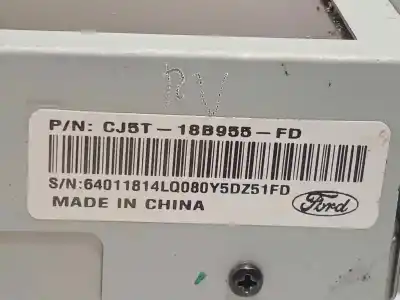 RV
P/N: CJ5T-18B955-FD
S/N:64011814LQ080Y5DZ51FD
MADE IN CHINA
Ford